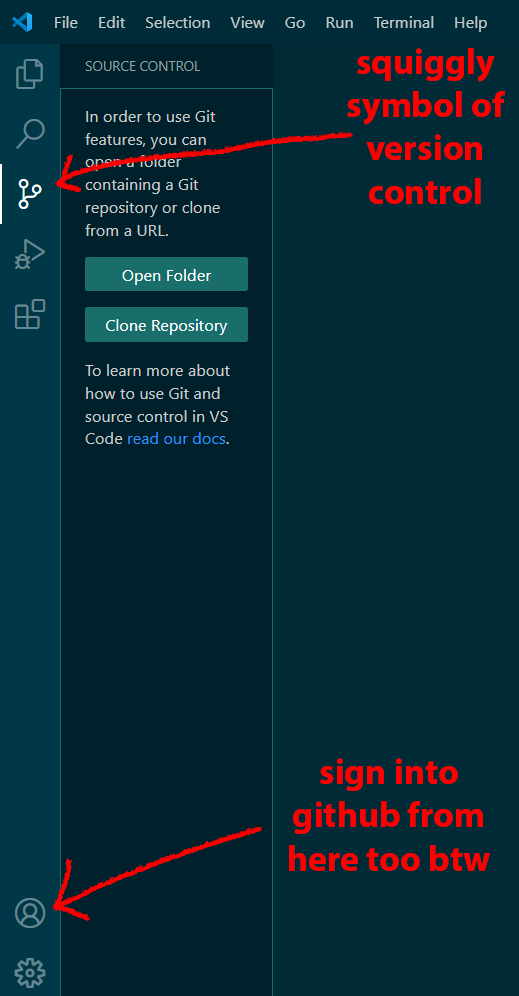 File Edit Selection View Go Run Terminal Help
SOURCE CONTROL
In order to use Git
features, you can
open a folder
containing a Git
repository or clone
from a URL.
Open Folder
Clone Repository
To learn more about
how to use Git and
source control in VS
Code read our docs.
squiggly
symbol of
version
control
sign into
github from
here too btw